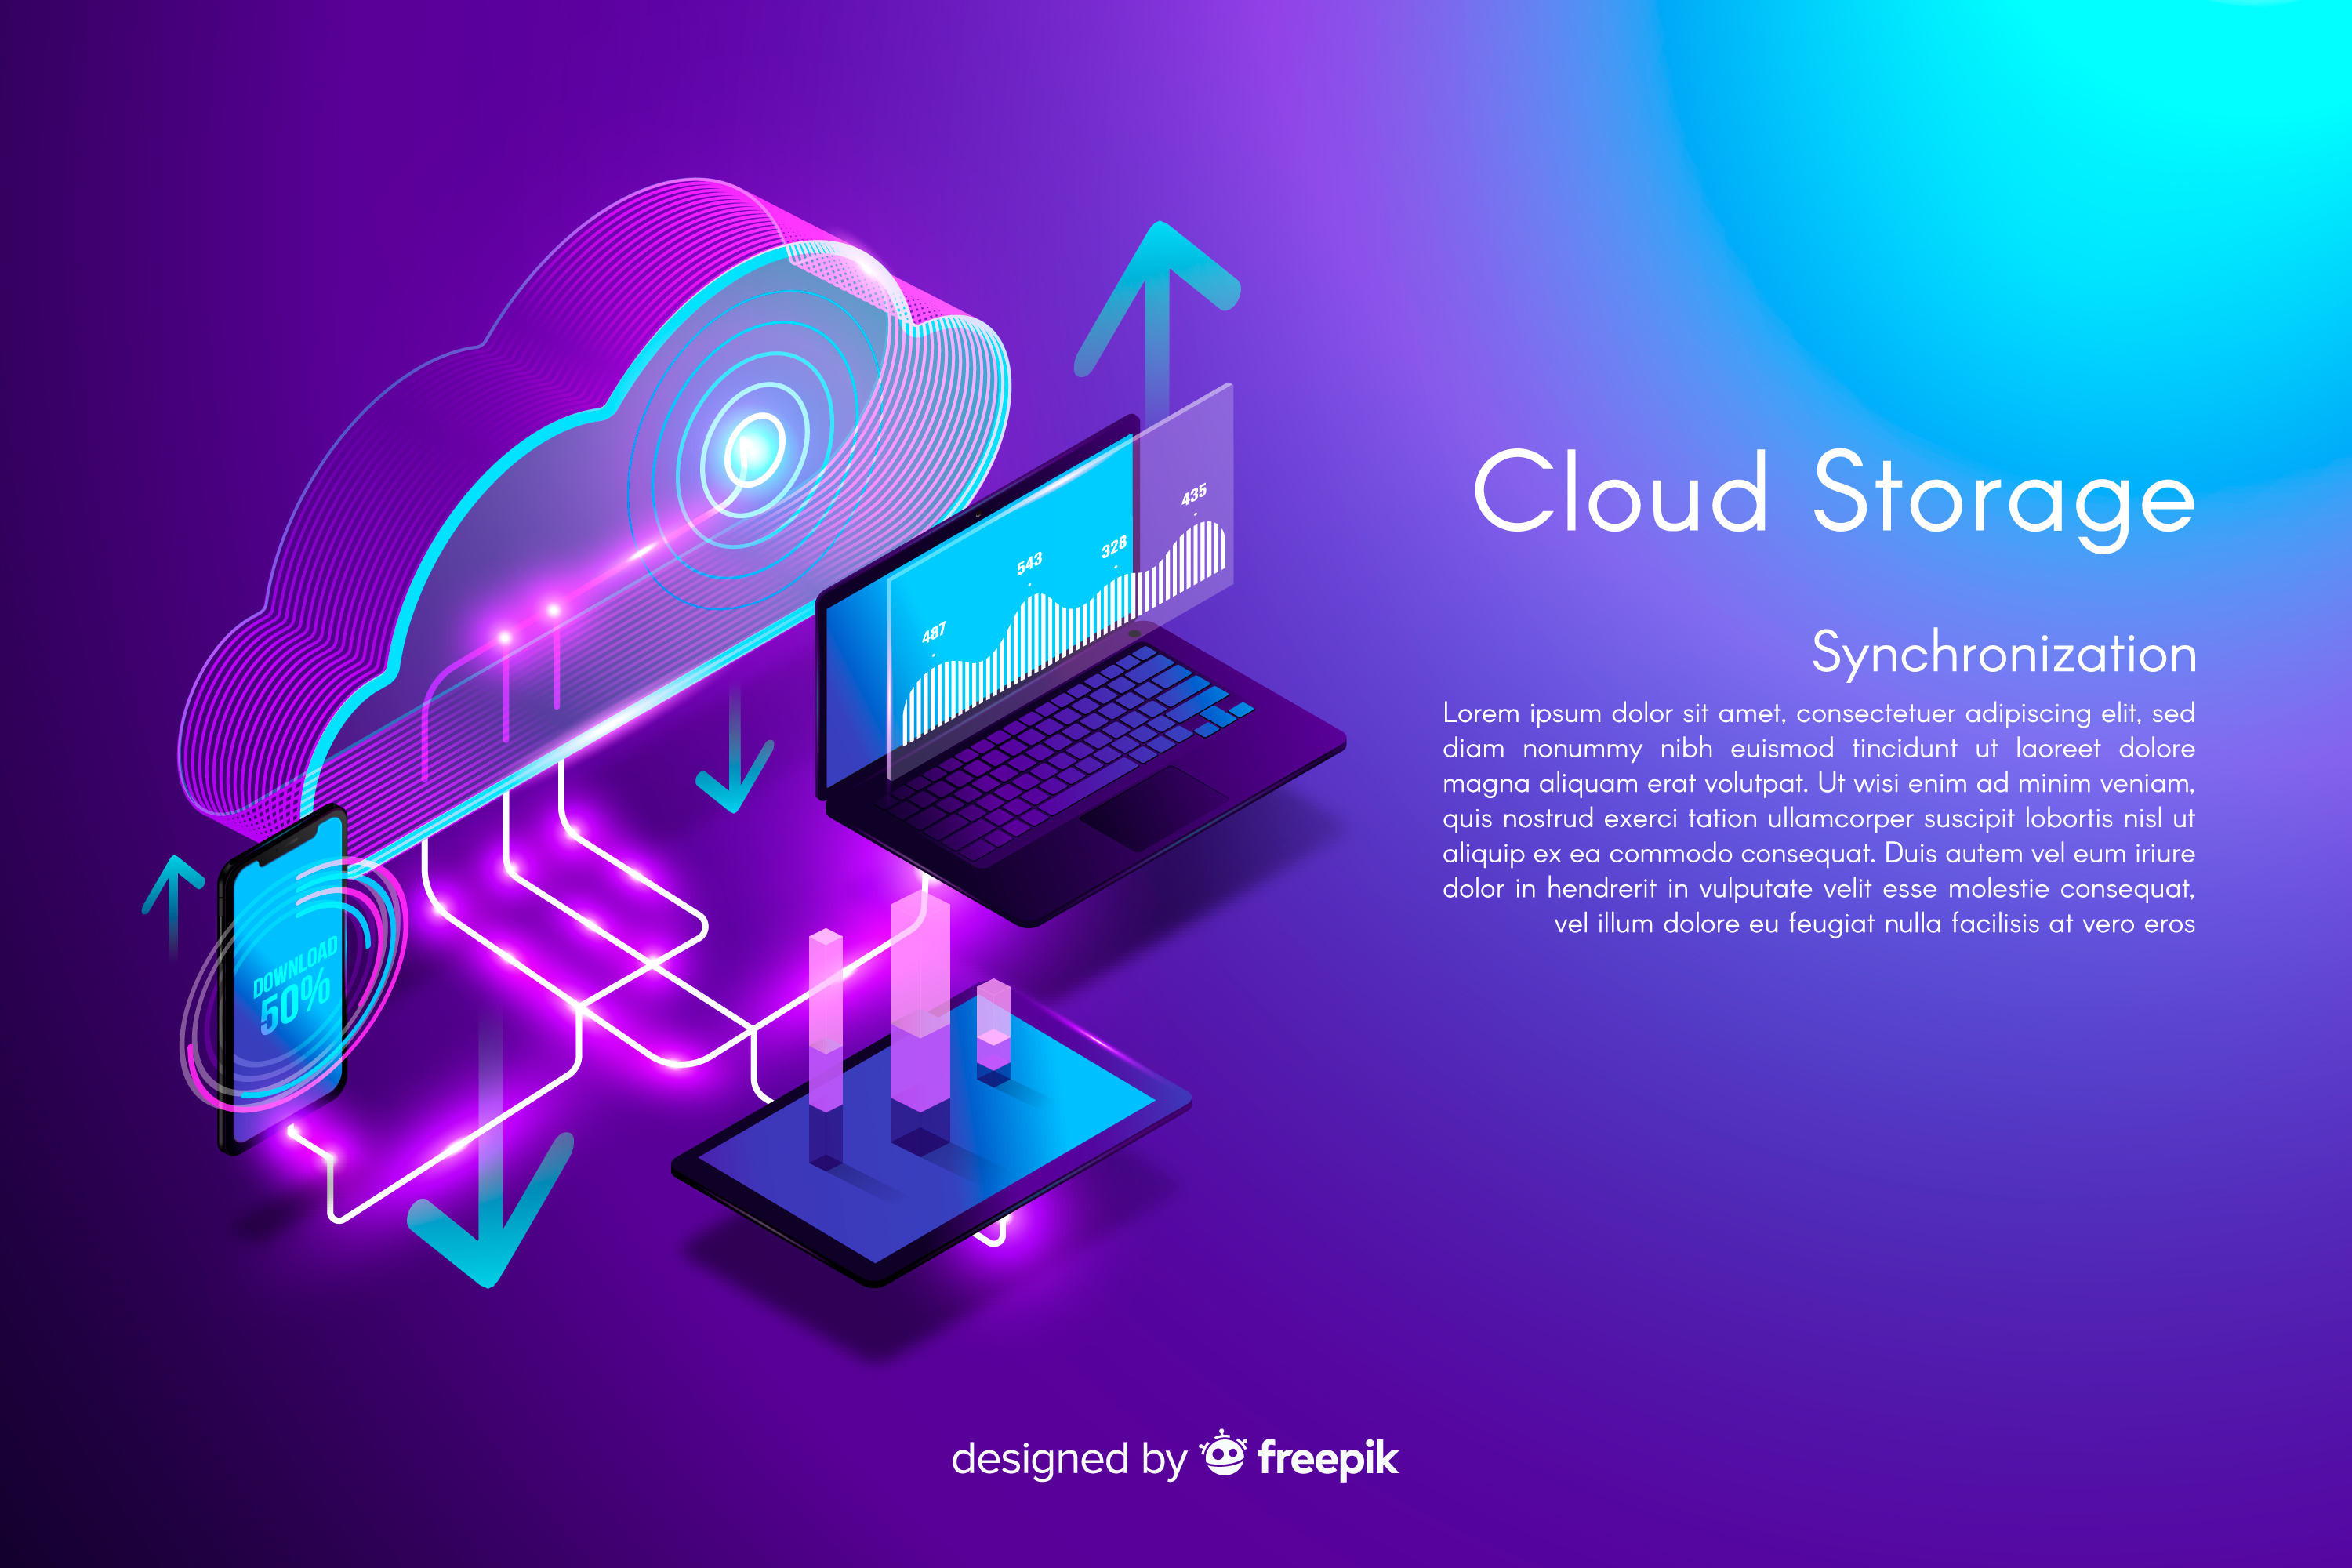 Cloud Storage
Synchronization
Lorem ipsum dolor sit amet, consectetuer adipiscing elit, sed
diam nonummy nibh euismod tincidunt ut laoreet dolore
magna aliquam erat volutpat. Ut wisi enim ad minim veniam,
quis nostrud exerci tation ullamcorper suscipit lobortis nisl ut
aliquip ex ea commodo consequat. Duis autem vel eum iriure
dolor in hendrerit in vulputate velit esse molestie consequat,
vel illum dolore eu feugiat nulla facilisis at vero eros
487
543
328
435
DOWNLOAD
50%
designed by freepik